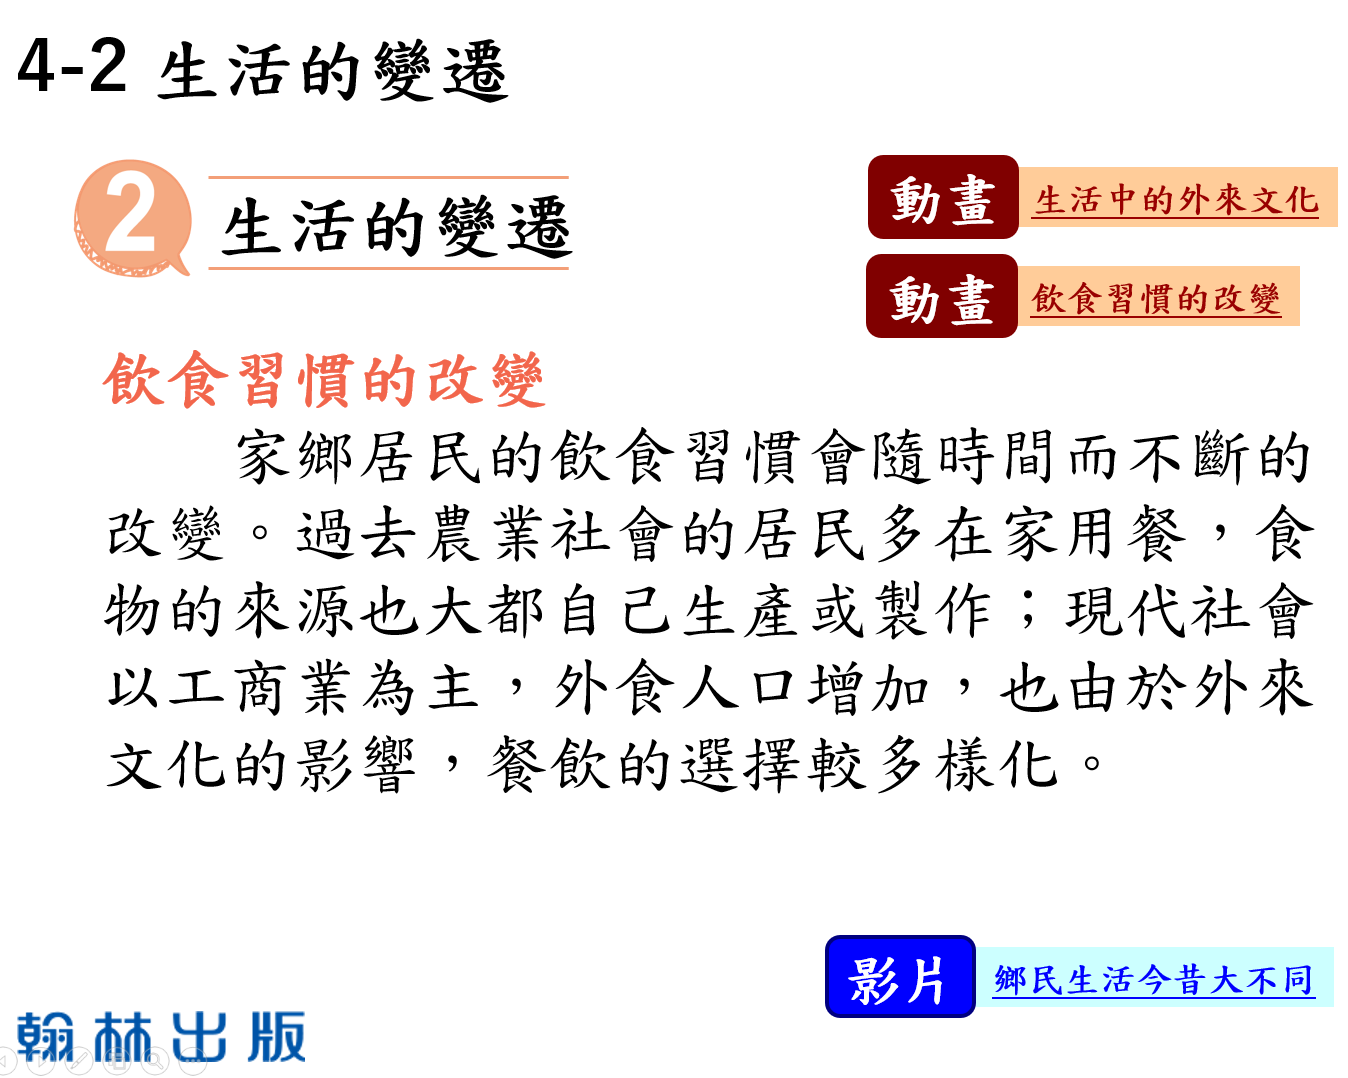 4-2 生活的變遷
2 生活的變遷
動畫 生活中的外來文化
動畫 飲食習慣的改變
飲食習慣的改變
家鄉居民的飲食習慣會隨時間而不斷的
改變。過去農業社會的居民多在家用餐，食
物的來源也大都自己生產或製作；現代社會
以工商業為主，外食人口增加，也由於外來
文化的影響，餐飲的選擇較多樣化。
影片 鄉民生活今昔大不同
翰林出版